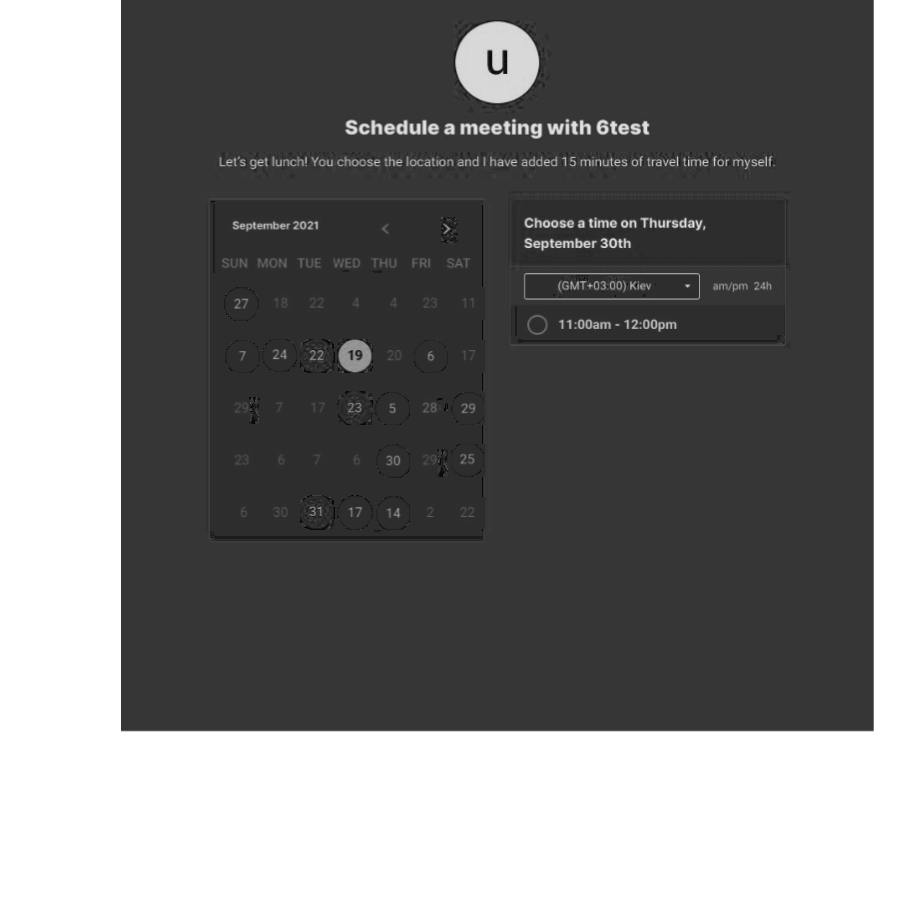 u
Schedule a meeting with 6test
Let's get lunch! You choose the location and I have added 15 minutes of travel time for myself.
September 2021 < >
SUN MON TUE WED THU FRI SAT
27 18 22 4 4 23 11
7 24 22 19 20 6 17
29 7 17 23 5 28 29
23 6 7 6 30 29 25
6 30 31 17 14 2 22
Choose a time on Thursday,
September 30th
(GMT+03:00) Kiev am/pm 24h
11:00am - 12:00pm